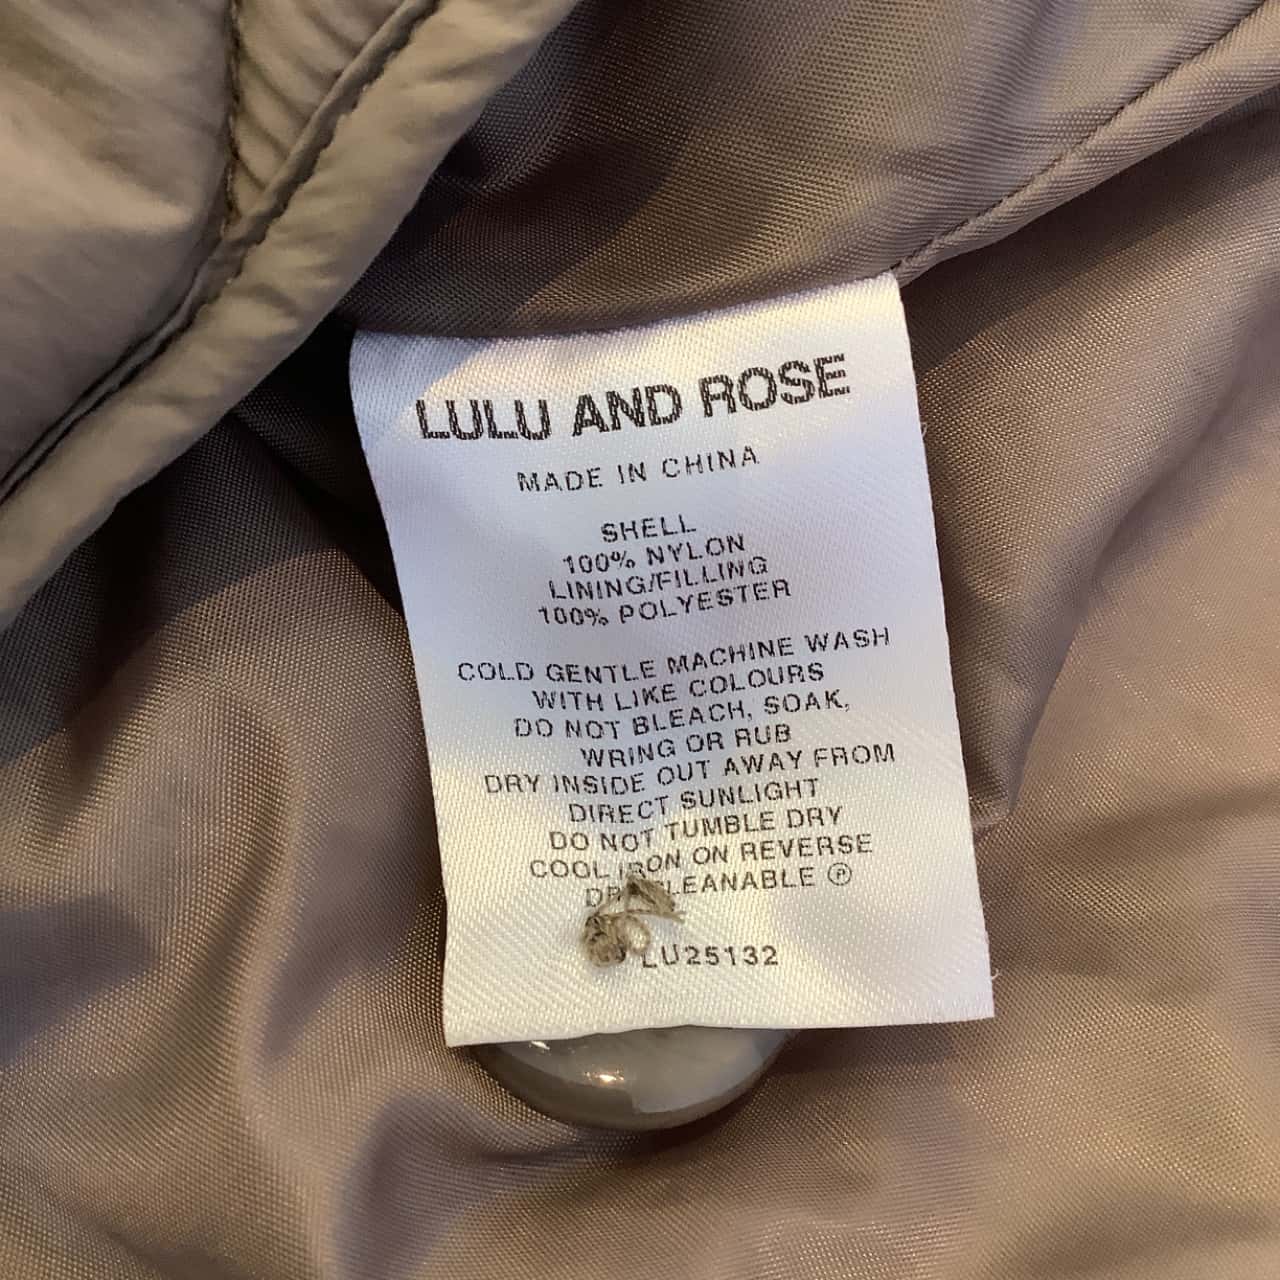 LULU AND ROSE
MADE IN CHINA
SHELL
100% NYLON
LINING/FILLING
100% POLYESTER
COLD GENTLE MACHINE WASH
WITH LIKE COLOURS
DO NOT BLEACH, SOAK,
WRING OR RUB
DRY INSIDE OUT AWAY FROM
DIRECT SUNLIGHT
DO NOT TUMBLE DRY
COOL IRON ON REVERSE
DRYCLEANABLE Ⓟ
LU25132